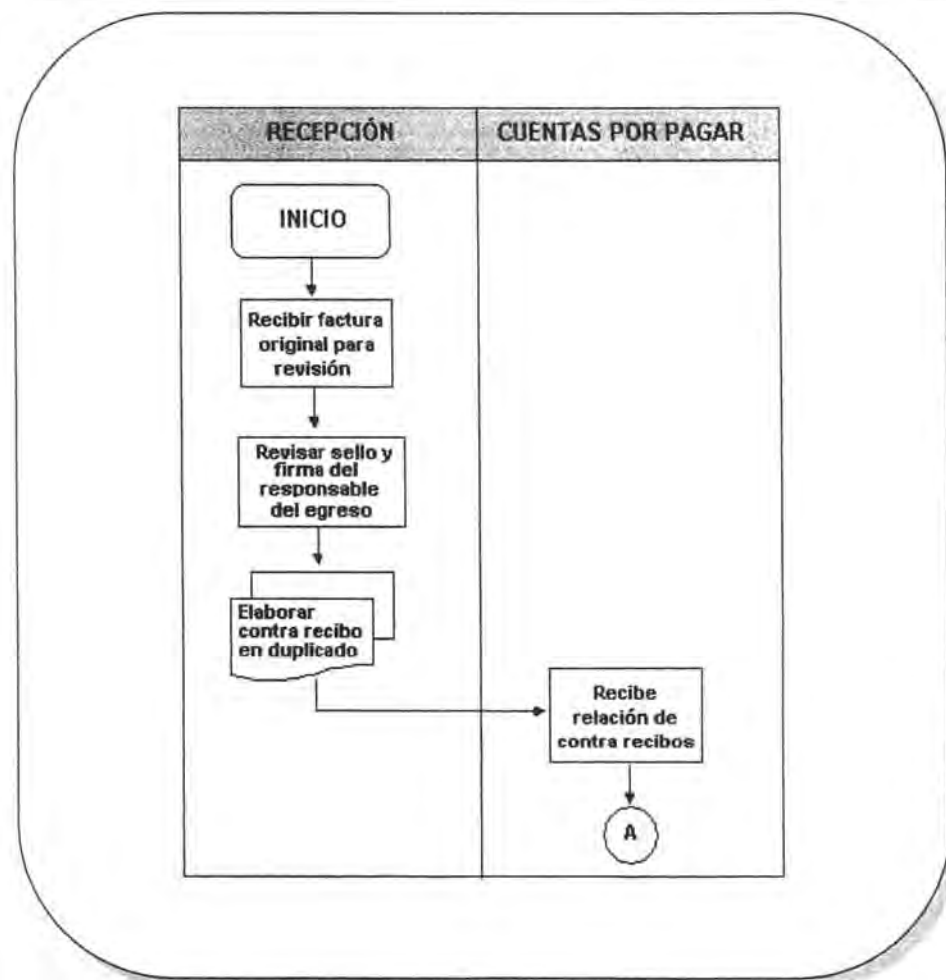 RECEPCIÓN
CUENTAS POR PAGAR
INICIO
Recibir factura
original para
revisión
Revisar sello y
firma del
responsable
del egreso
Elaborar
contra recibo
en duplicado
Recibe
relación de
contra recibos
A